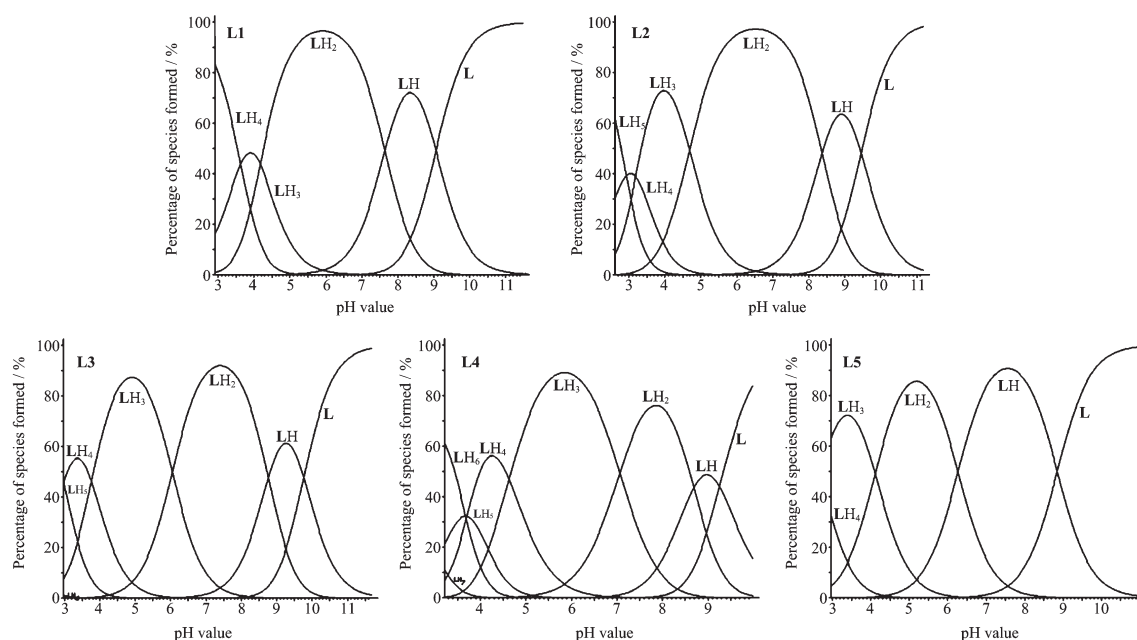 Percentage of species formed / %
100
80
60
40
20
0
L1
LH4
LH3
LH2
LH
L
3 4 5 6 7 8 9 10 11
pH value
Percentage of species formed / %
100
80
60
40
20
0
L2
LH5
LH4
LH3
LH2
LH
L
3 4 5 6 7 8 9 10 11
pH value
Percentage of species formed / %
100
80
60
40
20
0
L3
LH4
LH5
LH3
LH2
LH
L
3 4 5 6 7 8 9 10 11
pH value
Percentage of species formed / %
100
80
60
40
20
0
L4
LH6
LH4
LH5
LH3
LH2
LH
L
4 5 6 7 8 9
pH value
Percentage of species formed / %
100
80
60
40
20
0
L5
LH3
LH4
LH2
LH
L
3 4 5 6 7 8 9 10
pH value